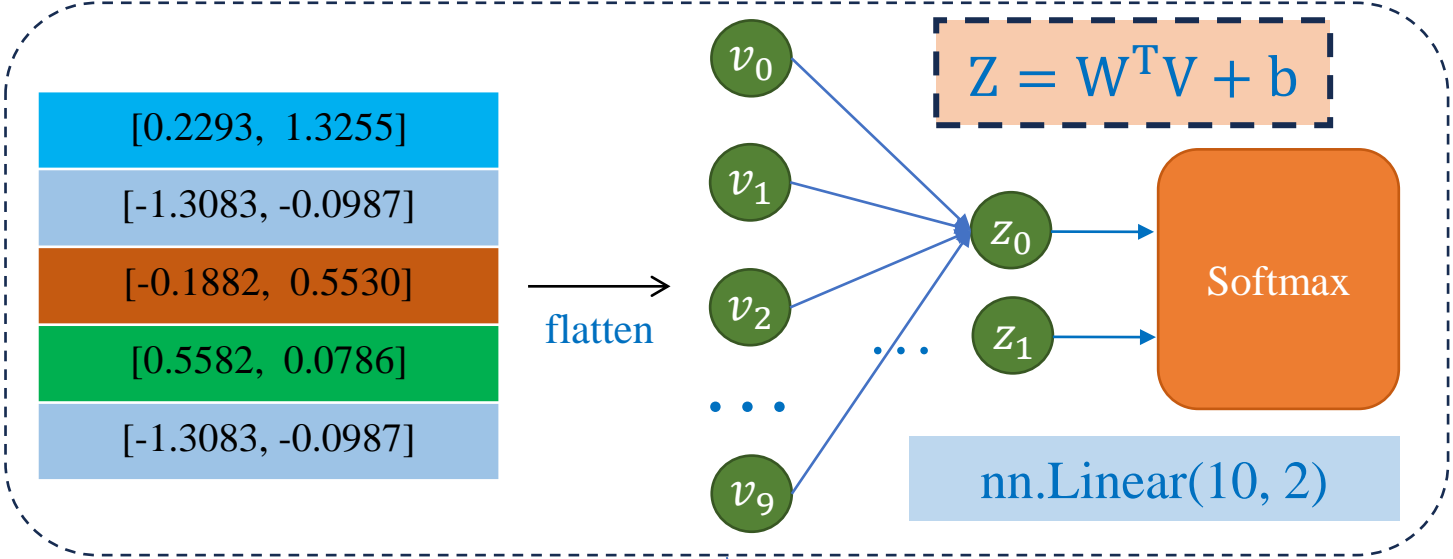 [0.2293, 1.3255]
[-1.3083, -0.0987]
[-0.1882, 0.5530]
[0.5582, 0.0786]
[-1.3083, -0.0987]
flatten
v₀
v₁
v₂
. . .
v₉
. . .
z₀
z₁
Z = WᵀV + b
Softmax
nn.Linear(10, 2)